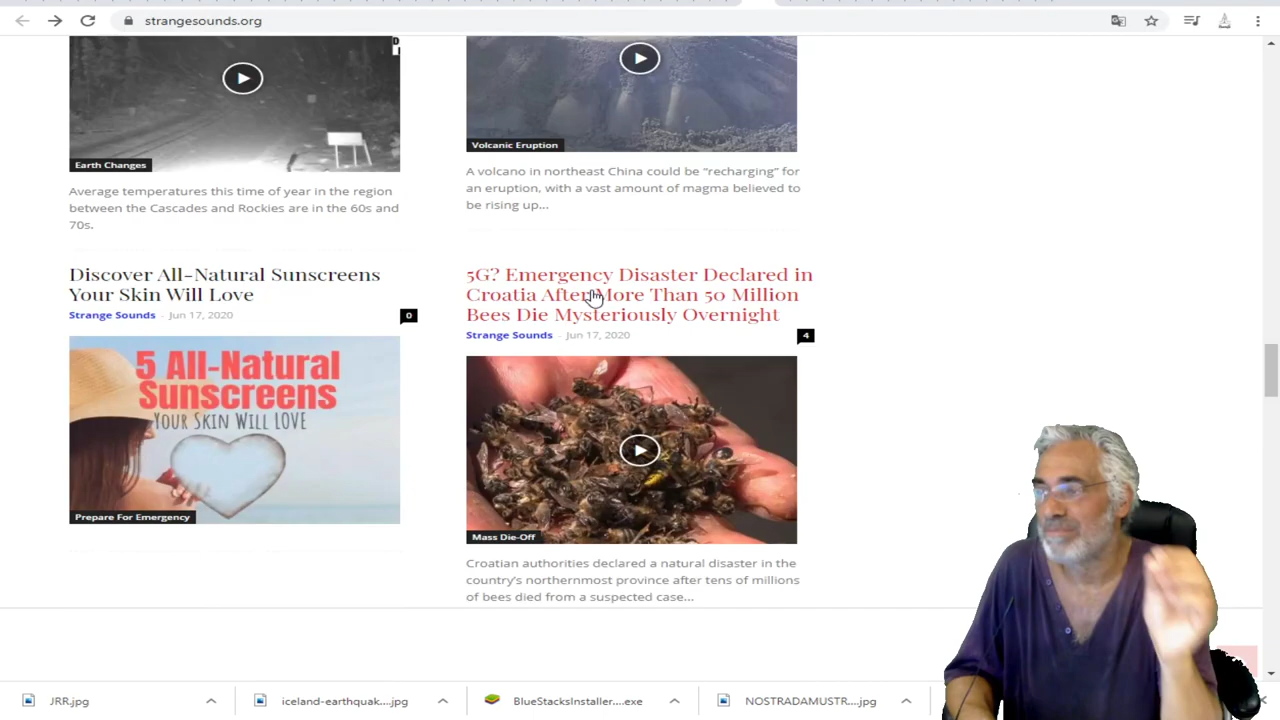 strangesounds.org
Earth Changes
Average temperatures this time of year in the region
between the Cascades and Rockies are in the 60s and
70s.
Volcanic Eruption
A volcano in northeast China could be “recharging” for
an eruption, with a vast amount of magma believed to
be rising up...
Discover All-Natural Sunscreens
Your Skin Will Love
Strange Sounds - Jun 17, 2020
0
5 All-Natural
Sunscreens
YOUR SKIN WILL LOVE
Prepare For Emergency
5G? Emergency Disaster Declared in
Croatia After More Than 50 Million
Bees Die Mysteriously Overnight
Strange Sounds - Jun 17, 2020
4
Mass Die-Off
Croatian authorities declared a natural disaster in the
country’s northernmost province after tens of millions
of bees died from a suspected case...
JRR.jpg
iceland-earthquak....jpg
BlueStacksInstaller....exe
NOSTRADAMUSTR....jpg